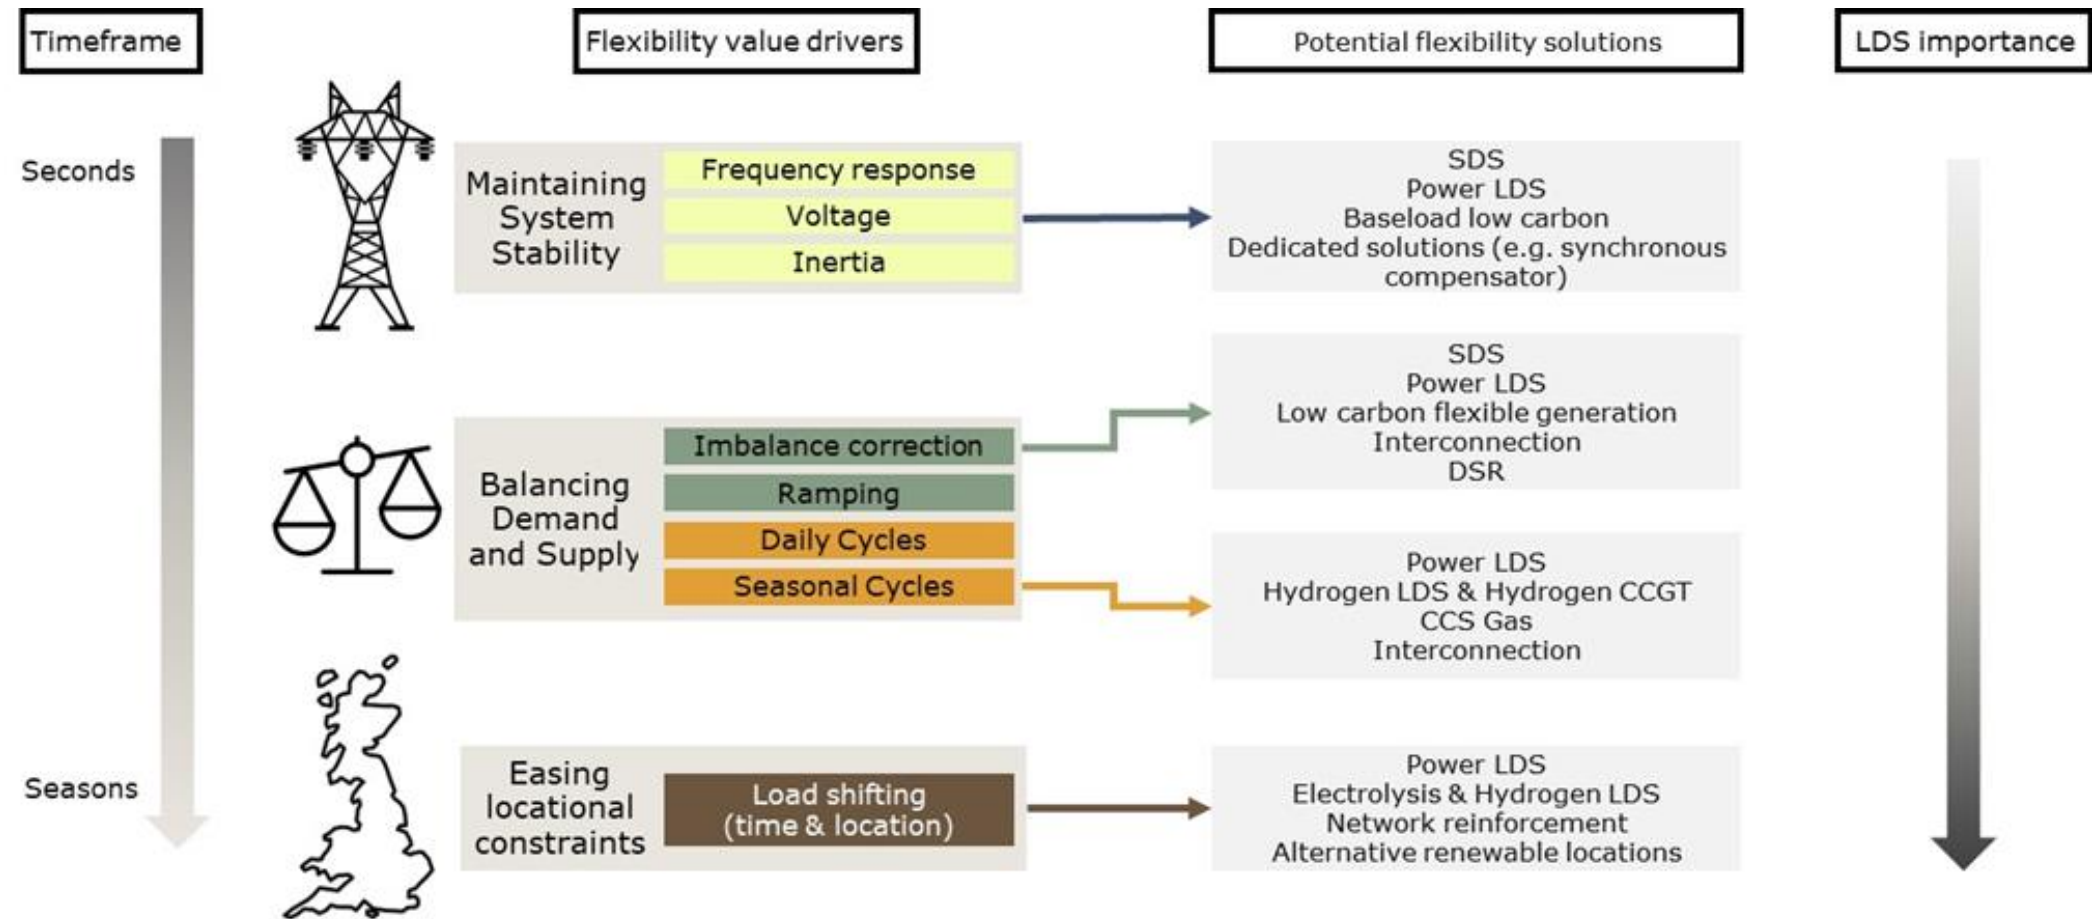 Timeframe
Flexibility value drivers
Potential flexibility solutions
LDS importance
Seconds
Seasons
Maintaining
System
Stability
Frequency response
Voltage
Inertia
SDS
Power LDS
Baseload low carbon
Dedicated solutions (e.g. synchronous
compensator)
Balancing
Demand
and Supply
Imbalance correction
Ramping
Daily Cycles
Seasonal Cycles
SDS
Power LDS
Low carbon flexible generation
Interconnection
DSR
Power LDS
Hydrogen LDS & Hydrogen CCGT
CCS Gas
Interconnection
Easing
locational
constraints
Load shifting
(time & location)
Power LDS
Electrolysis & Hydrogen LDS
Network reinforcement
Alternative renewable locations